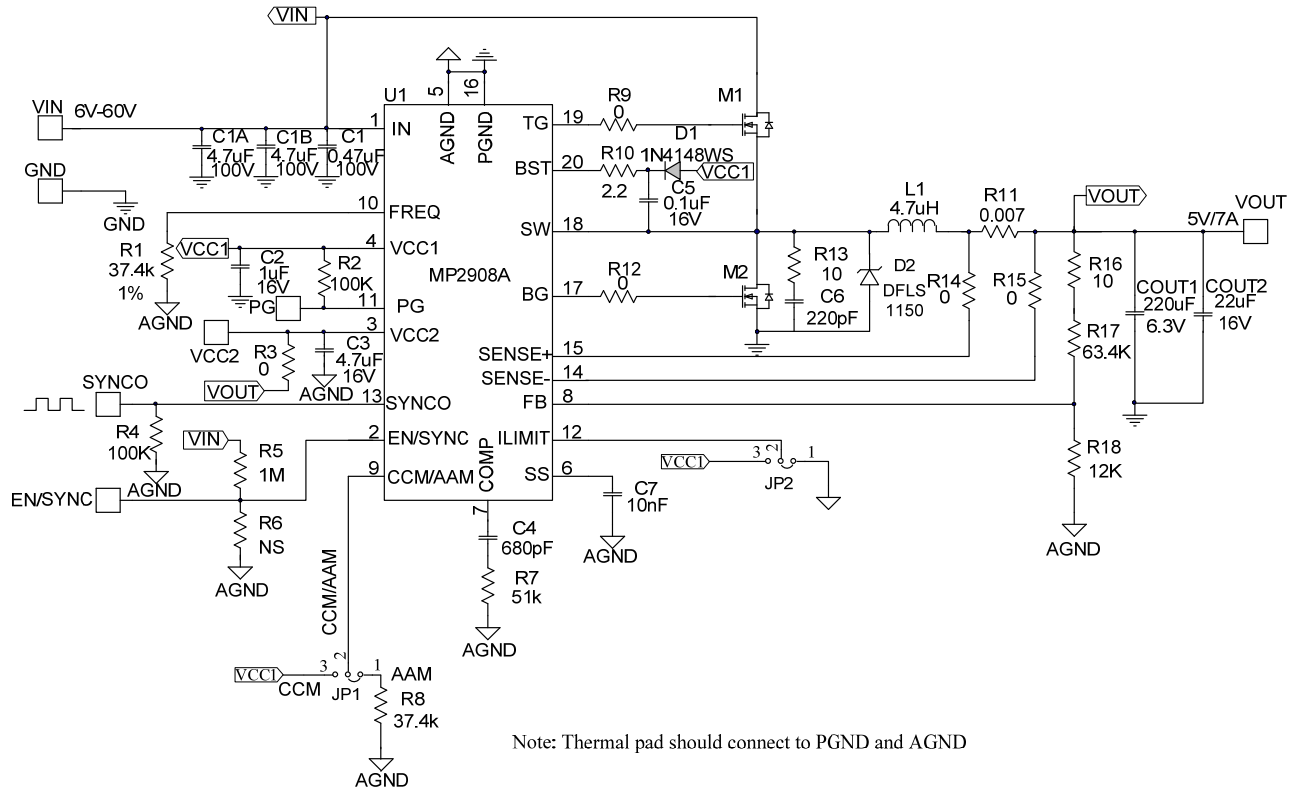 VIN
U1
5
16
R9
0
M1
VIN
6V-60V
1
IN
AGND
PGND
TG
19
D1
1N4148WS
C1A
4.7uF
100V
C1B
4.7uF
100V
C1
0.47uF
100V
BST
20
R10
2.2
VCC1
C5
0.1uF
16V
GND
GND
10
FREQ
L1
4.7uH
R11
0.007
VOUT
5V/7A
VOUT
SW
18
R1
37.4k
1%
AGND
VCC1
4
VCC1
C2
1uF
16V
R2
100K
MP2908A
PG
11
PG
BG
17
R12
0
M2
R13
10
C6
220pF
D2
DFLS
1150
R14
0
R15
0
R16
10
R17
63.4K
COUT1
220uF
6.3V
COUT2
22uF
16V
VCC2
3
VCC2
R3
0
C3
4.7uF
16V
AGND
VOUT
SENSE+
15
SENSE-
14
FB
8
SYNCO
13
SYNCO
R4
100K
AGND
VIN
R5
1M
2
EN/SYNC
ILIMIT
12
VCC1
3
2
1
JP2
R18
12K
AGND
9
CCM/AAM
COMP
SS
6
C7
10nF
AGND
EN/SYNC
R6
NS
AGND
7
C4
680pF
R7
51k
AGND
CCM/AAM
VCC1
3
2
1
AAM
CCM
JP1
R8
37.4k
AGND
Note: Thermal pad should connect to PGND and AGND